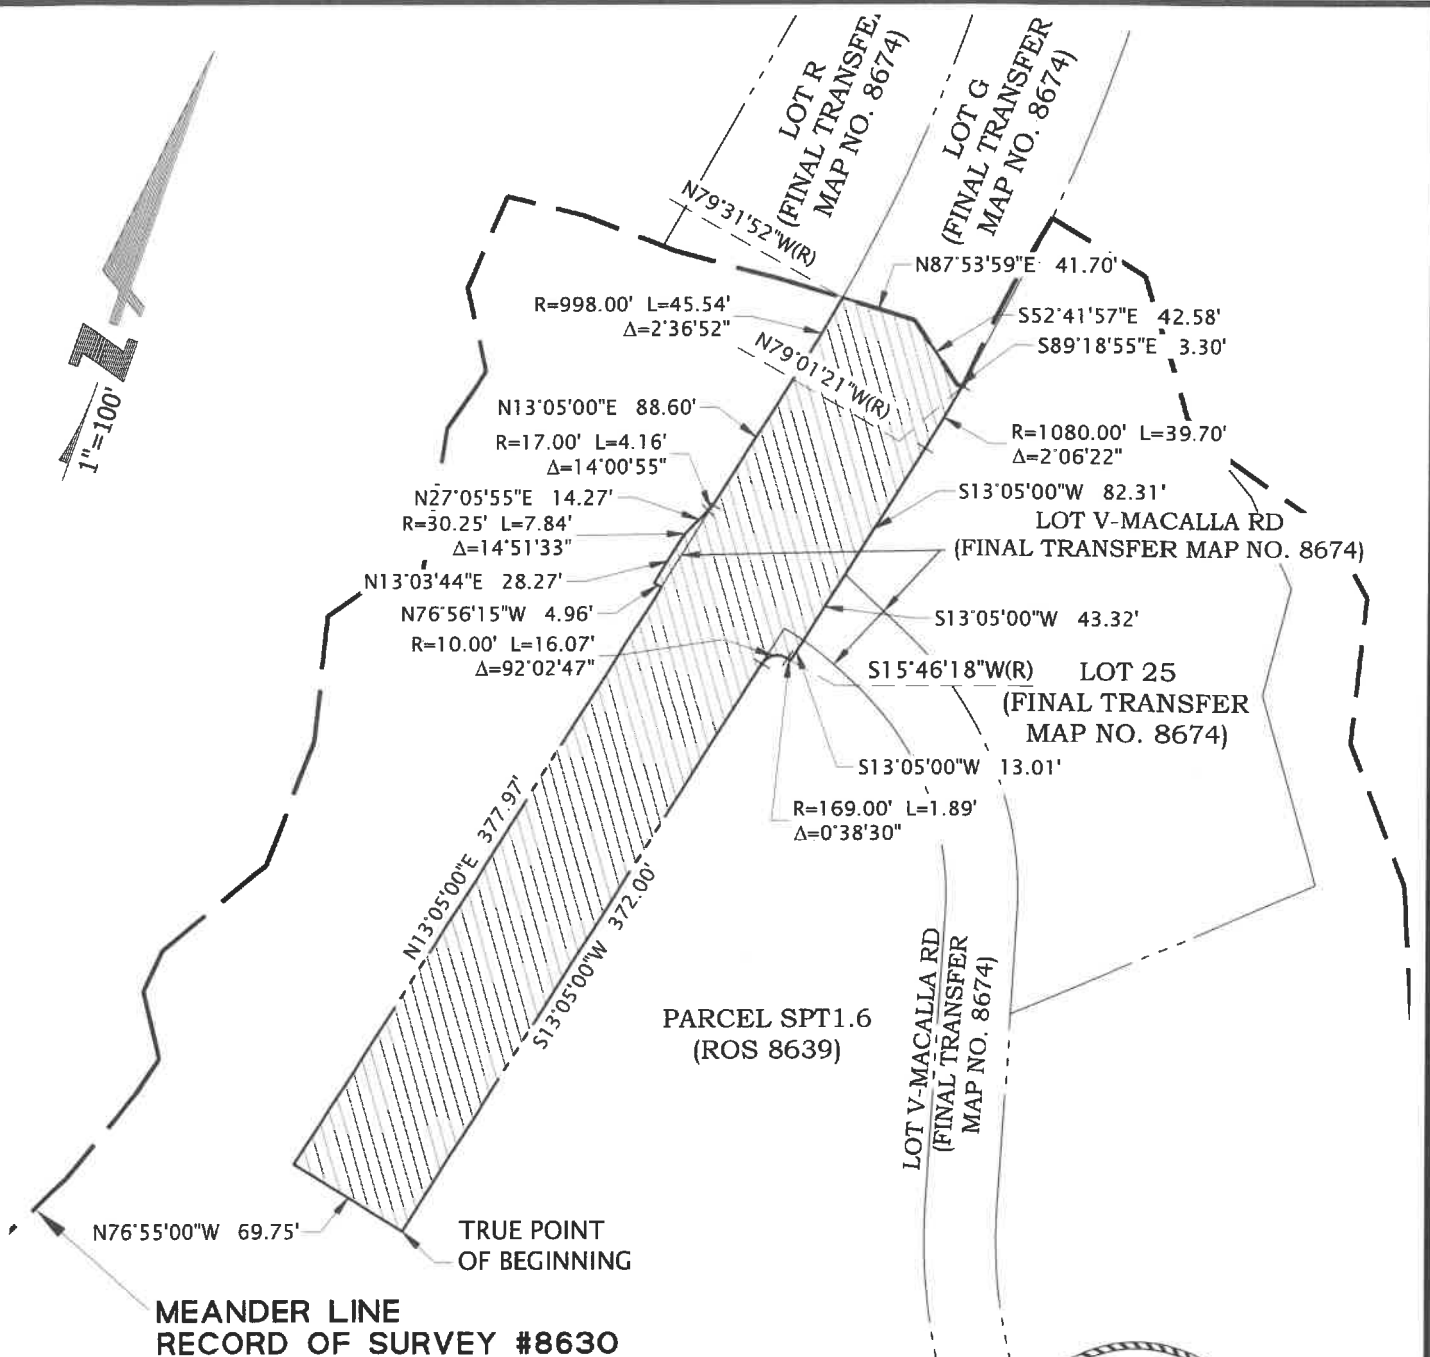 LOT R
(FINAL TRANSFER
MAP NO. 8674)
LOT G
(FINAL TRANSFER
MAP NO. 8674)
N79°31'52"W(R)
N87°53'59"E 41.70'
R=998.00' L=45.54'
Δ=2°36'52"
S52°41'57"E 42.58'
S89°18'55"E 3.30'
N79°01'21"W(R)
1"=100'
N13°05'00"E 88.60'
R=17.00' L=4.16'
Δ=14°00'55"
R=1080.00' L=39.70'
Δ=2°06'22"
N27°05'55"E 14.27'
S13°05'00"W 82.31'
R=30.25' L=7.84'
Δ=14°51'33"
LOT V-MACALLA RD
(FINAL TRANSFER MAP NO. 8674)
N13°03'44"E 28.27'
N76°56'15"W 4.96'
S13°05'00"W 43.32'
R=10.00' L=16.07'
Δ=92°02'47"
S15°46'18"W(R)
LOT 25
(FINAL TRANSFER
MAP NO. 8674)
S13°05'00"W 13.01'
R=169.00' L=1.89'
Δ=0°38'30"
N13°05'00"E 377.97'
S13°05'00"W 372.00'
PARCEL SPT1.6
(ROS 8639)
LOT V-MACALLA RD
(FINAL TRANSFER
MAP NO. 8674)
N76°55'00"W 69.75'
TRUE POINT
OF BEGINNING
MEANDER LINE
RECORD OF SURVEY #8630